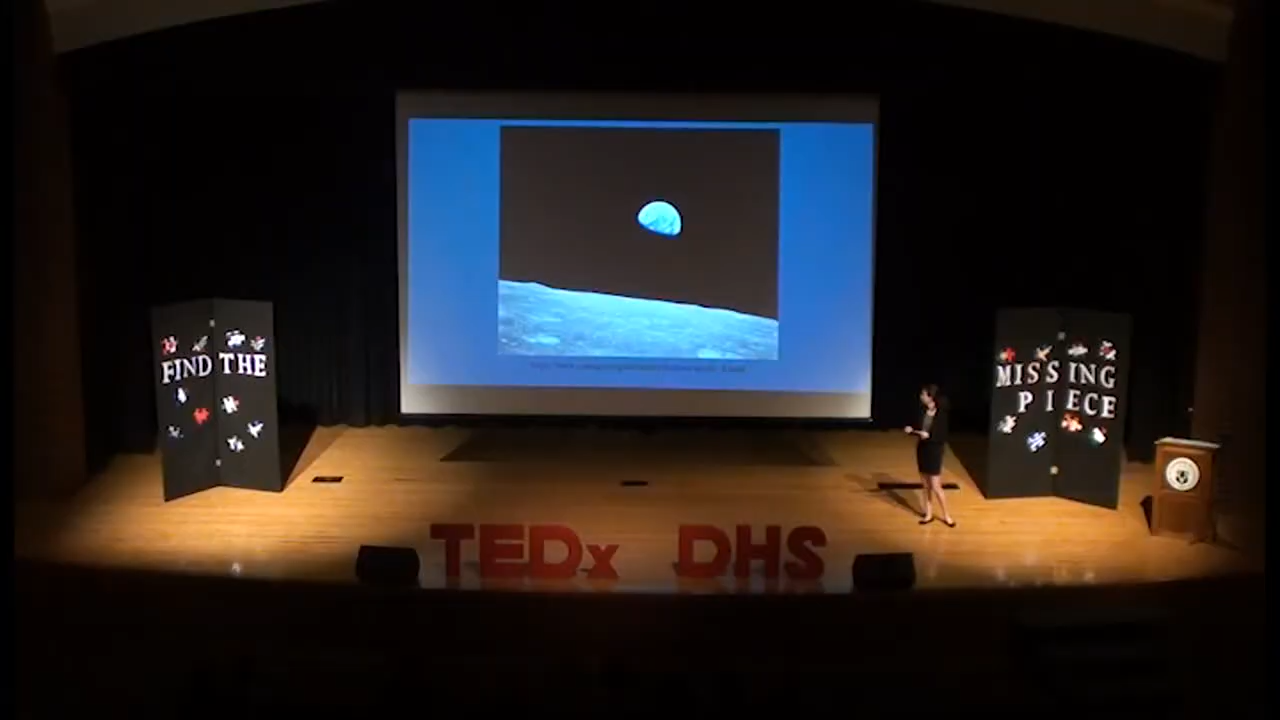 FIND THE
MISSING
PIECE
TEDx DHS